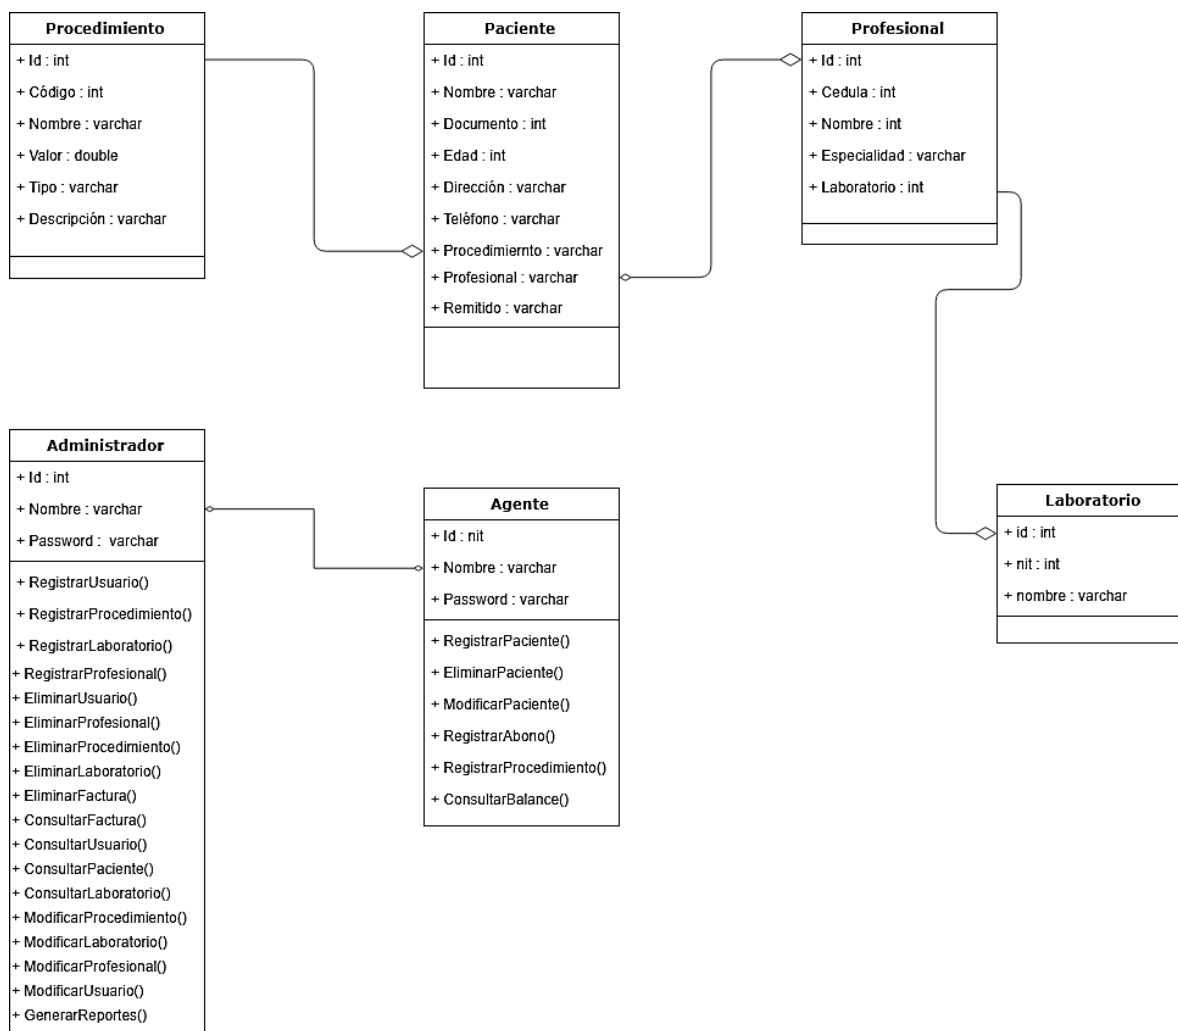 Procedimiento
+ Id : int
+ Código : int
+ Nombre : varchar
+ Valor : double
+ Tipo : varchar
+ Descripción : varchar
Paciente
+ Id : int
+ Nombre : varchar
+ Documento : int
+ Edad : int
+ Dirección : varchar
+ Teléfono : varchar
+ Procedimiernto : varchar
+ Profesional : varchar
+ Remitido : varchar
Profesional
+ Id : int
+ Cedula : int
+ Nombre : int
+ Especialidad : varchar
+ Laboratorio : int
Administrador
+ Id : int
+ Nombre : varchar
+ Password :  varchar
+ RegistrarUsuario()
+ RegistrarProcedimiento()
+ RegistrarLaboratorio()
+ RegistrarProfesional()
+ EliminarUsuario()
+ EliminarProfesional()
+ EliminarProcedimiento()
+ EliminarLaboratorio()
+ EliminarFactura()
+ ConsultarFactura()
+ ConsultarUsuario()
+ ConsultarPaciente()
+ ConsultarLaboratorio()
+ ModificarProcedimiento()
+ ModificarLaboratorio()
+ ModificarProfesional()
+ ModificarUsuario()
+ GenerarReportes()
Agente
+ Id : nit
+ Nombre : varchar
+ Password : varchar
+ RegistrarPaciente()
+ EliminarPaciente()
+ ModificarPaciente()
+ RegistrarAbono()
+ RegistrarProcedimiento()
+ ConsultarBalance()
Laboratorio
+ id : int
+ nit : int
+ nombre : varchar